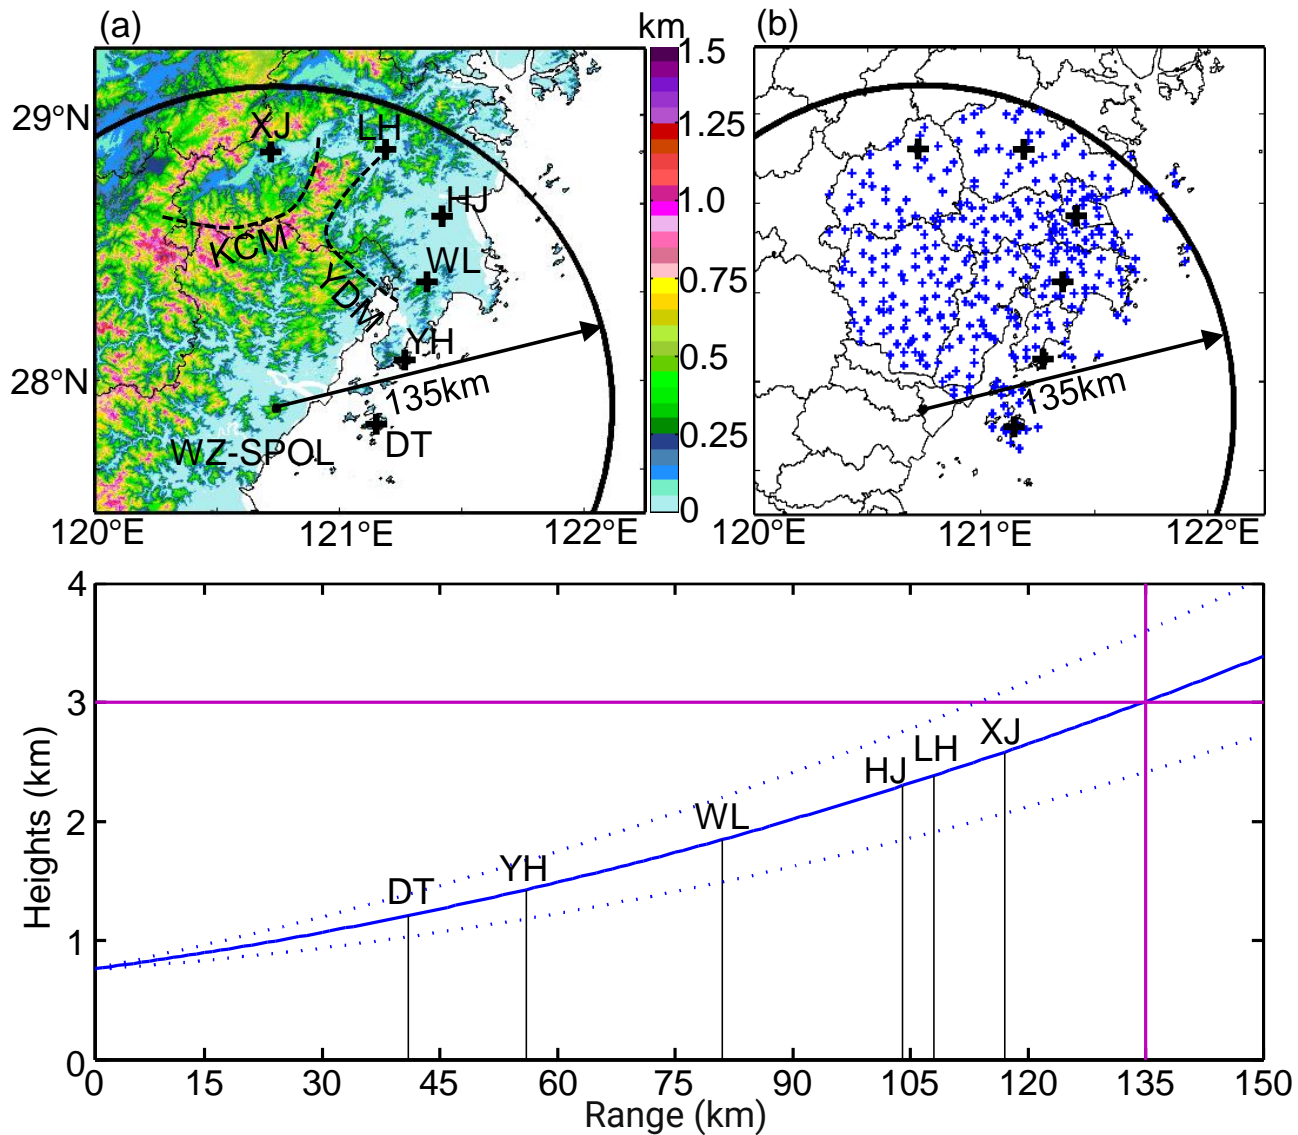 (a)
km
(b)
29°N
28°N
XJ
LH
HJ
KCM
WL
YDM
YH
135km
DT
WZ-SPOL
120°E
121°E
122°E
1.5
1.25
1.0
0.75
0.5
0.25
0
135km
120°E
121°E
122°E
4
3
2
1
0
Heights (km)
DT
YH
WL
HJ
LH
XJ
0
15
30
45
60
75
90
105
120
135
150
Range (km)